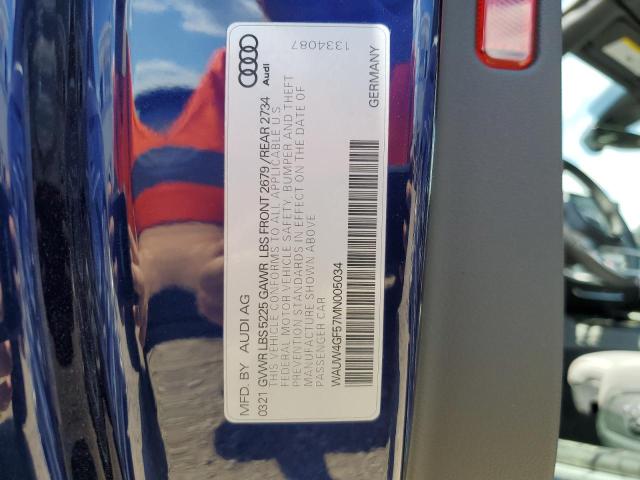 MFD. BY AUDI AG
Audi
0321 GVWR LBS 5225 GAWR LBS FRONT 2679 /REAR 2734
THIS VEHICLE CONFORMS TO ALL APPLICABLE U.S.
FEDERAL MOTOR VEHICLE SAFETY, BUMPER AND THEFT
PREVENTION STANDARDS IN EFFECT ON THE DATE OF
MANUFACTURE SHOWN ABOVE
PASSENGER CAR
WAUW4GF57MN005034
1334087
GERMANY